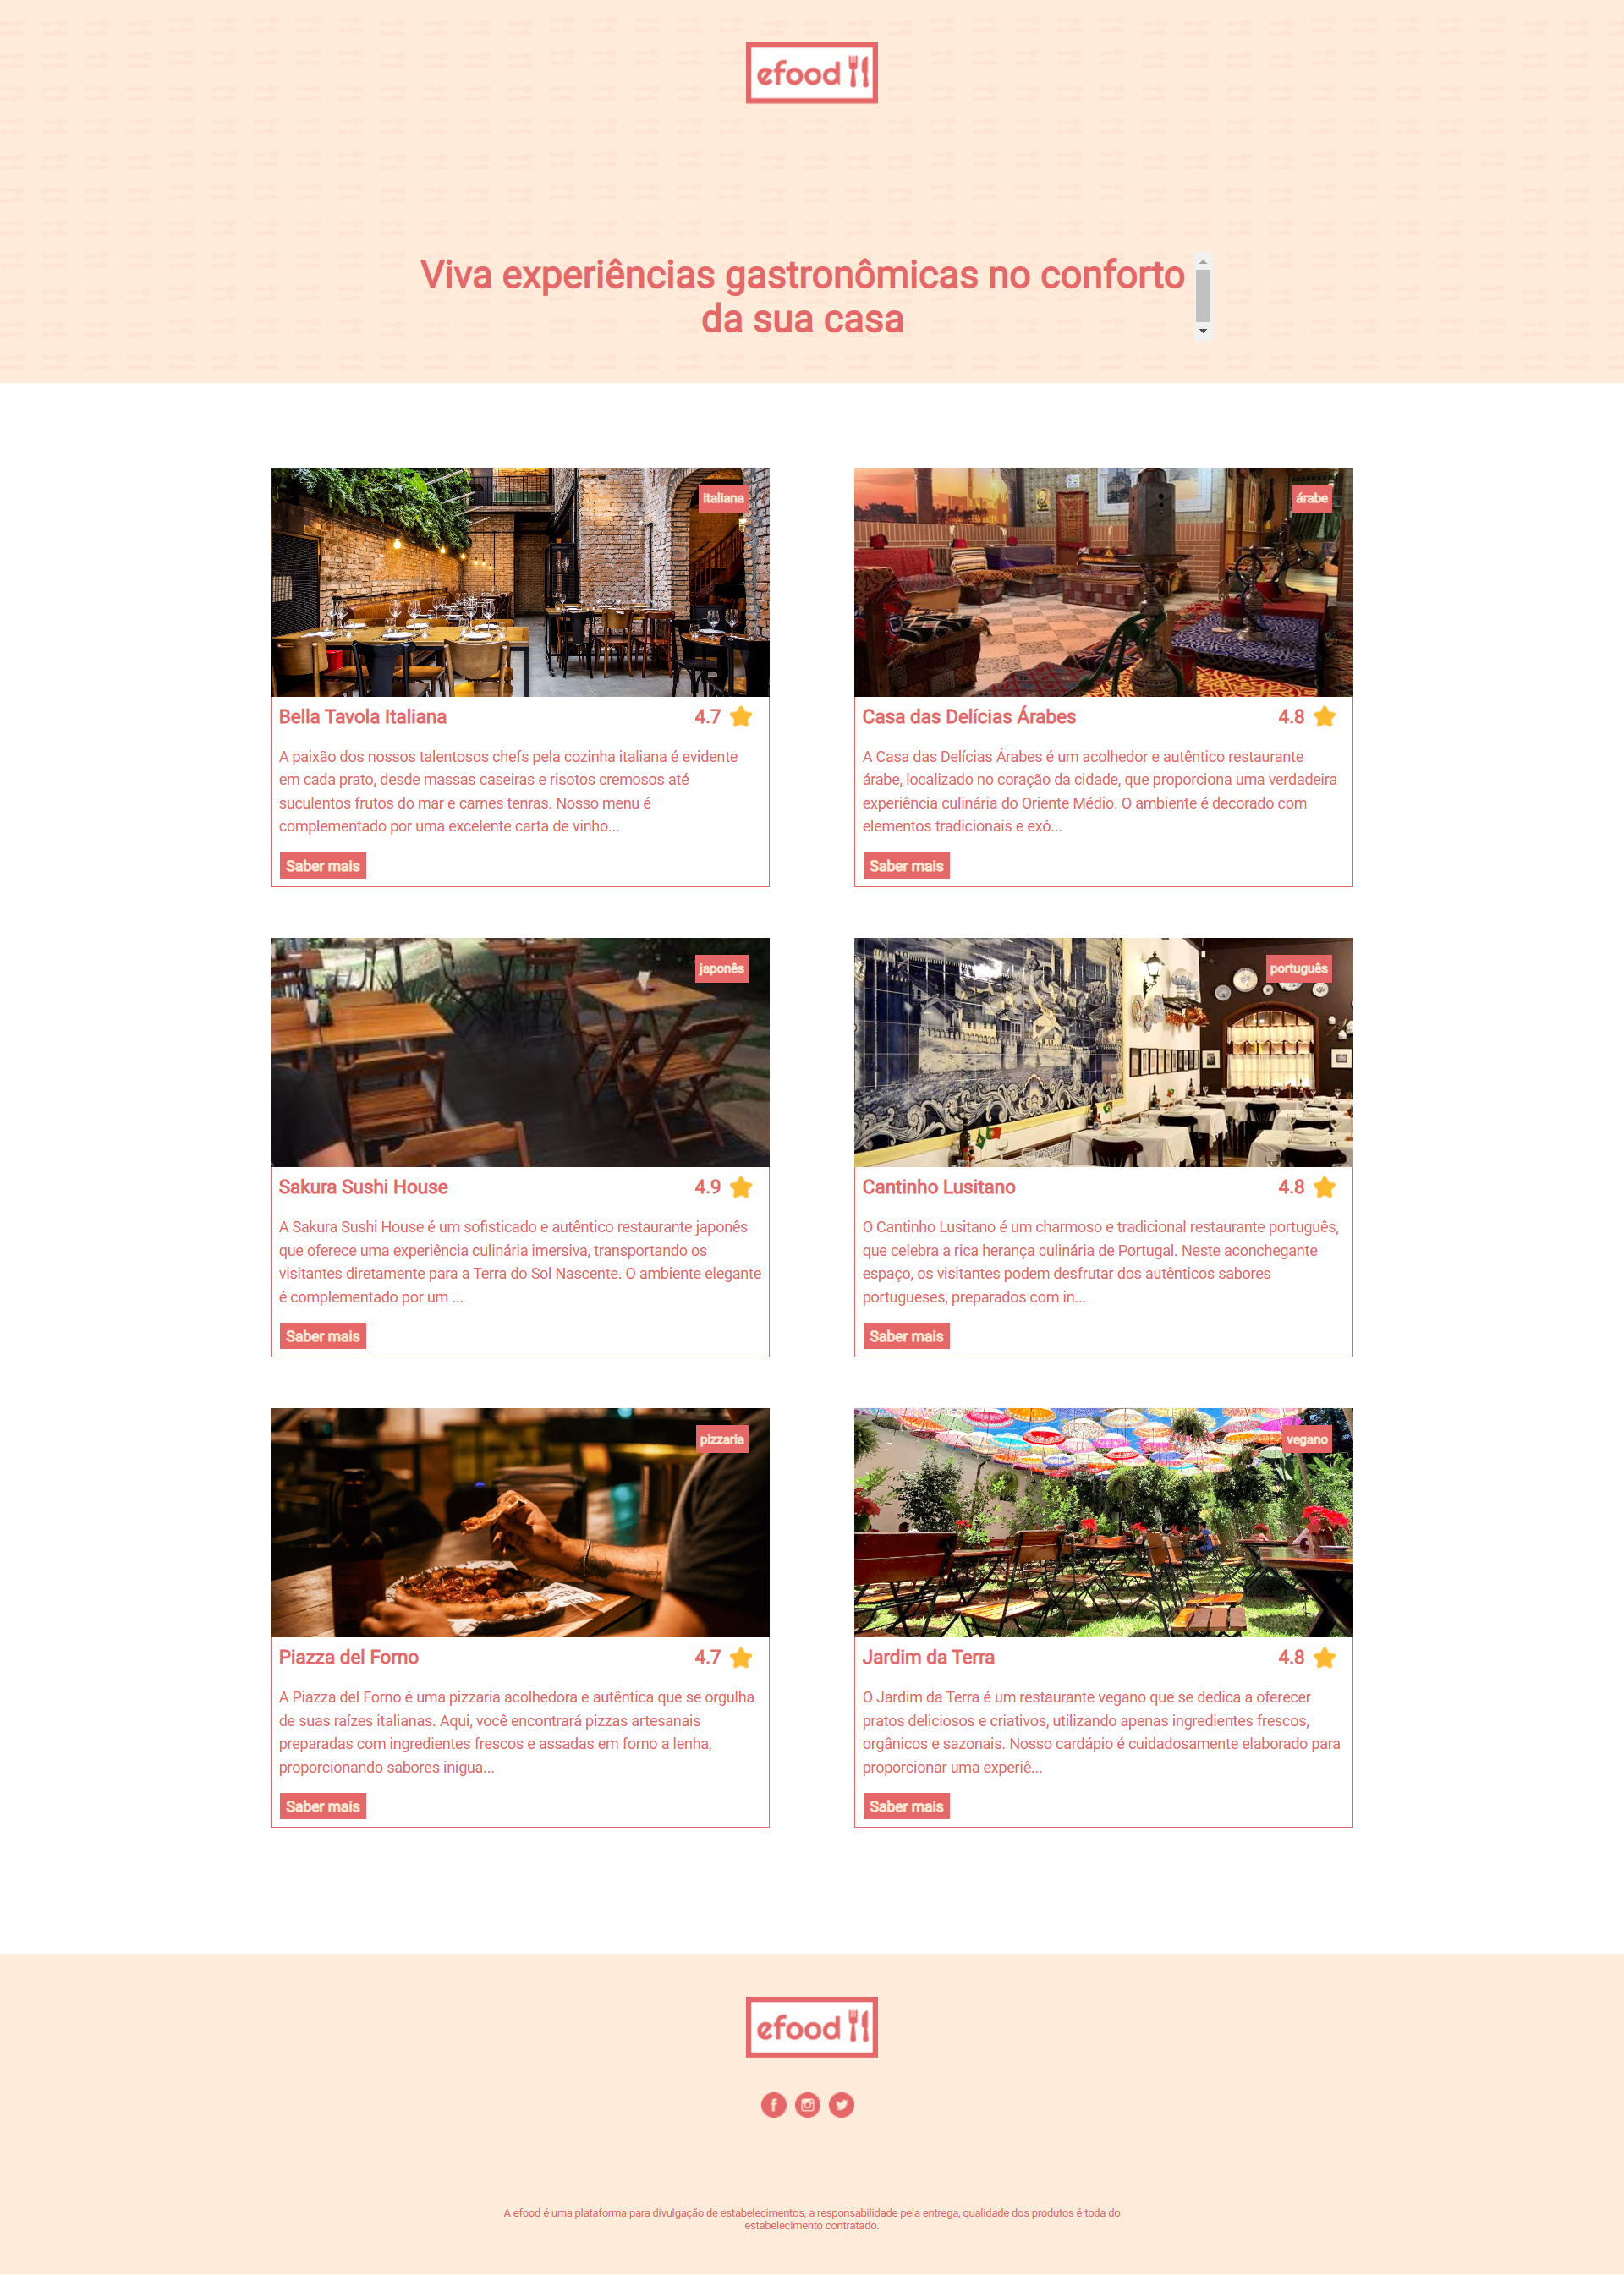 efood
Viva experiências gastronômicas no conforto
da sua casa
italiana
Bella Tavola Italiana
4.7
A paixão dos nossos talentosos chefs pela cozinha italiana é evidente
em cada prato, desde massas caseiras e risotos cremosos até
suculentos frutos do mar e carnes tenras. Nosso menu é
complementado por uma excelente carta de vinho...
Saber mais
árabe
Casa das Delícias Árabes
4.8
A Casa das Delícias Árabes é um acolhedor e autêntico restaurante
árabe, localizado no coração da cidade, que proporciona uma verdadeira
experiência culinária do Oriente Médio. O ambiente é decorado com
elementos tradicionais e exó...
Saber mais
japonês
Sakura Sushi House
4.9
A Sakura Sushi House é um sofisticado e autêntico restaurante japonês
que oferece uma experiência culinária imersiva, transportando os
visitantes diretamente para a Terra do Sol Nascente. O ambiente elegante
é complementado por um ...
Saber mais
português
Cantinho Lusitano
4.8
O Cantinho Lusitano é um charmoso e tradicional restaurante português,
que celebra a rica herança culinária de Portugal. Neste aconchegante
espaço, os visitantes podem desfrutar dos autênticos sabores
portugueses, preparados com in...
Saber mais
pizzaria
Piazza del Forno
4.7
A Piazza del Forno é uma pizzaria acolhedora e autêntica que se orgulha
de suas raízes italianas. Aqui, você encontrará pizzas artesanais
preparadas com ingredientes frescos e assadas em forno a lenha,
proporcionando sabores inigua...
Saber mais
vegano
Jardim da Terra
4.8
O Jardim da Terra é um restaurante vegano que se dedica a oferecer
pratos deliciosos e criativos, utilizando apenas ingredientes frescos,
orgânicos e sazonais. Nosso cardápio é cuidadosamente elaborado para
proporcionar uma experiê...
Saber mais
efood
A efood é uma plataforma para divulgação de estabelecimentos, a responsabilidade pela entrega, qualidade dos produtos é toda do
estabelecimento contratado.